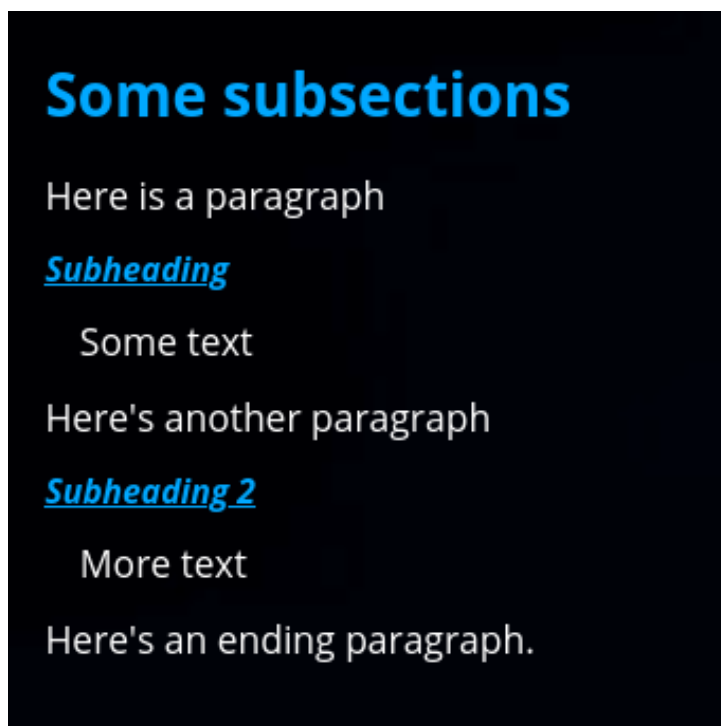 Some subsections
Here is a paragraph
Subheading
Some text
Here's another paragraph
Subheading 2
More text
Here's an ending paragraph.